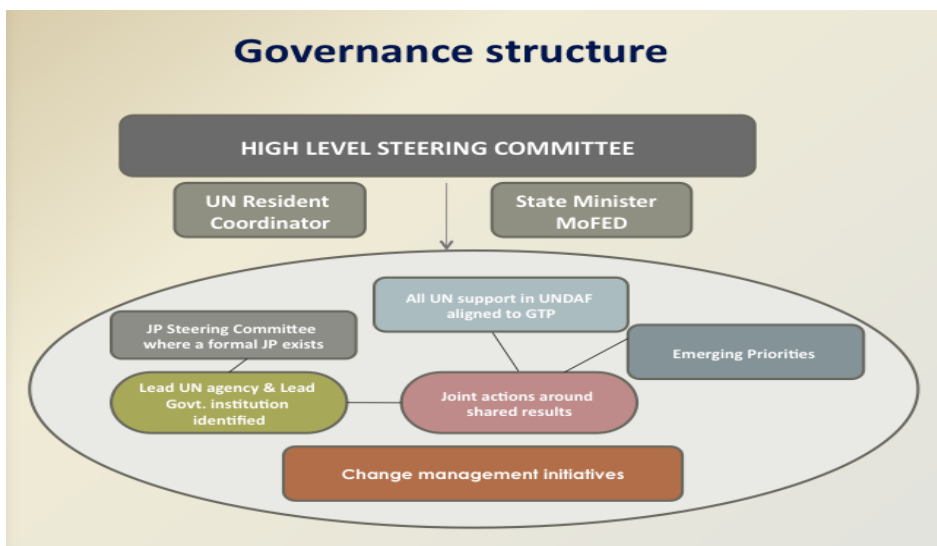 Governance structure
HIGH LEVEL STEERING COMMITTEE
UN Resident
Coordinator
State Minister
MoFED
All UN support in UNDAF
aligned to GTP
JP Steering Committee
where a formal JP exists
Emerging Priorities
Lead UN agency & Lead
Govt. institution
identified
Joint actions around
shared results
Change management initiatives